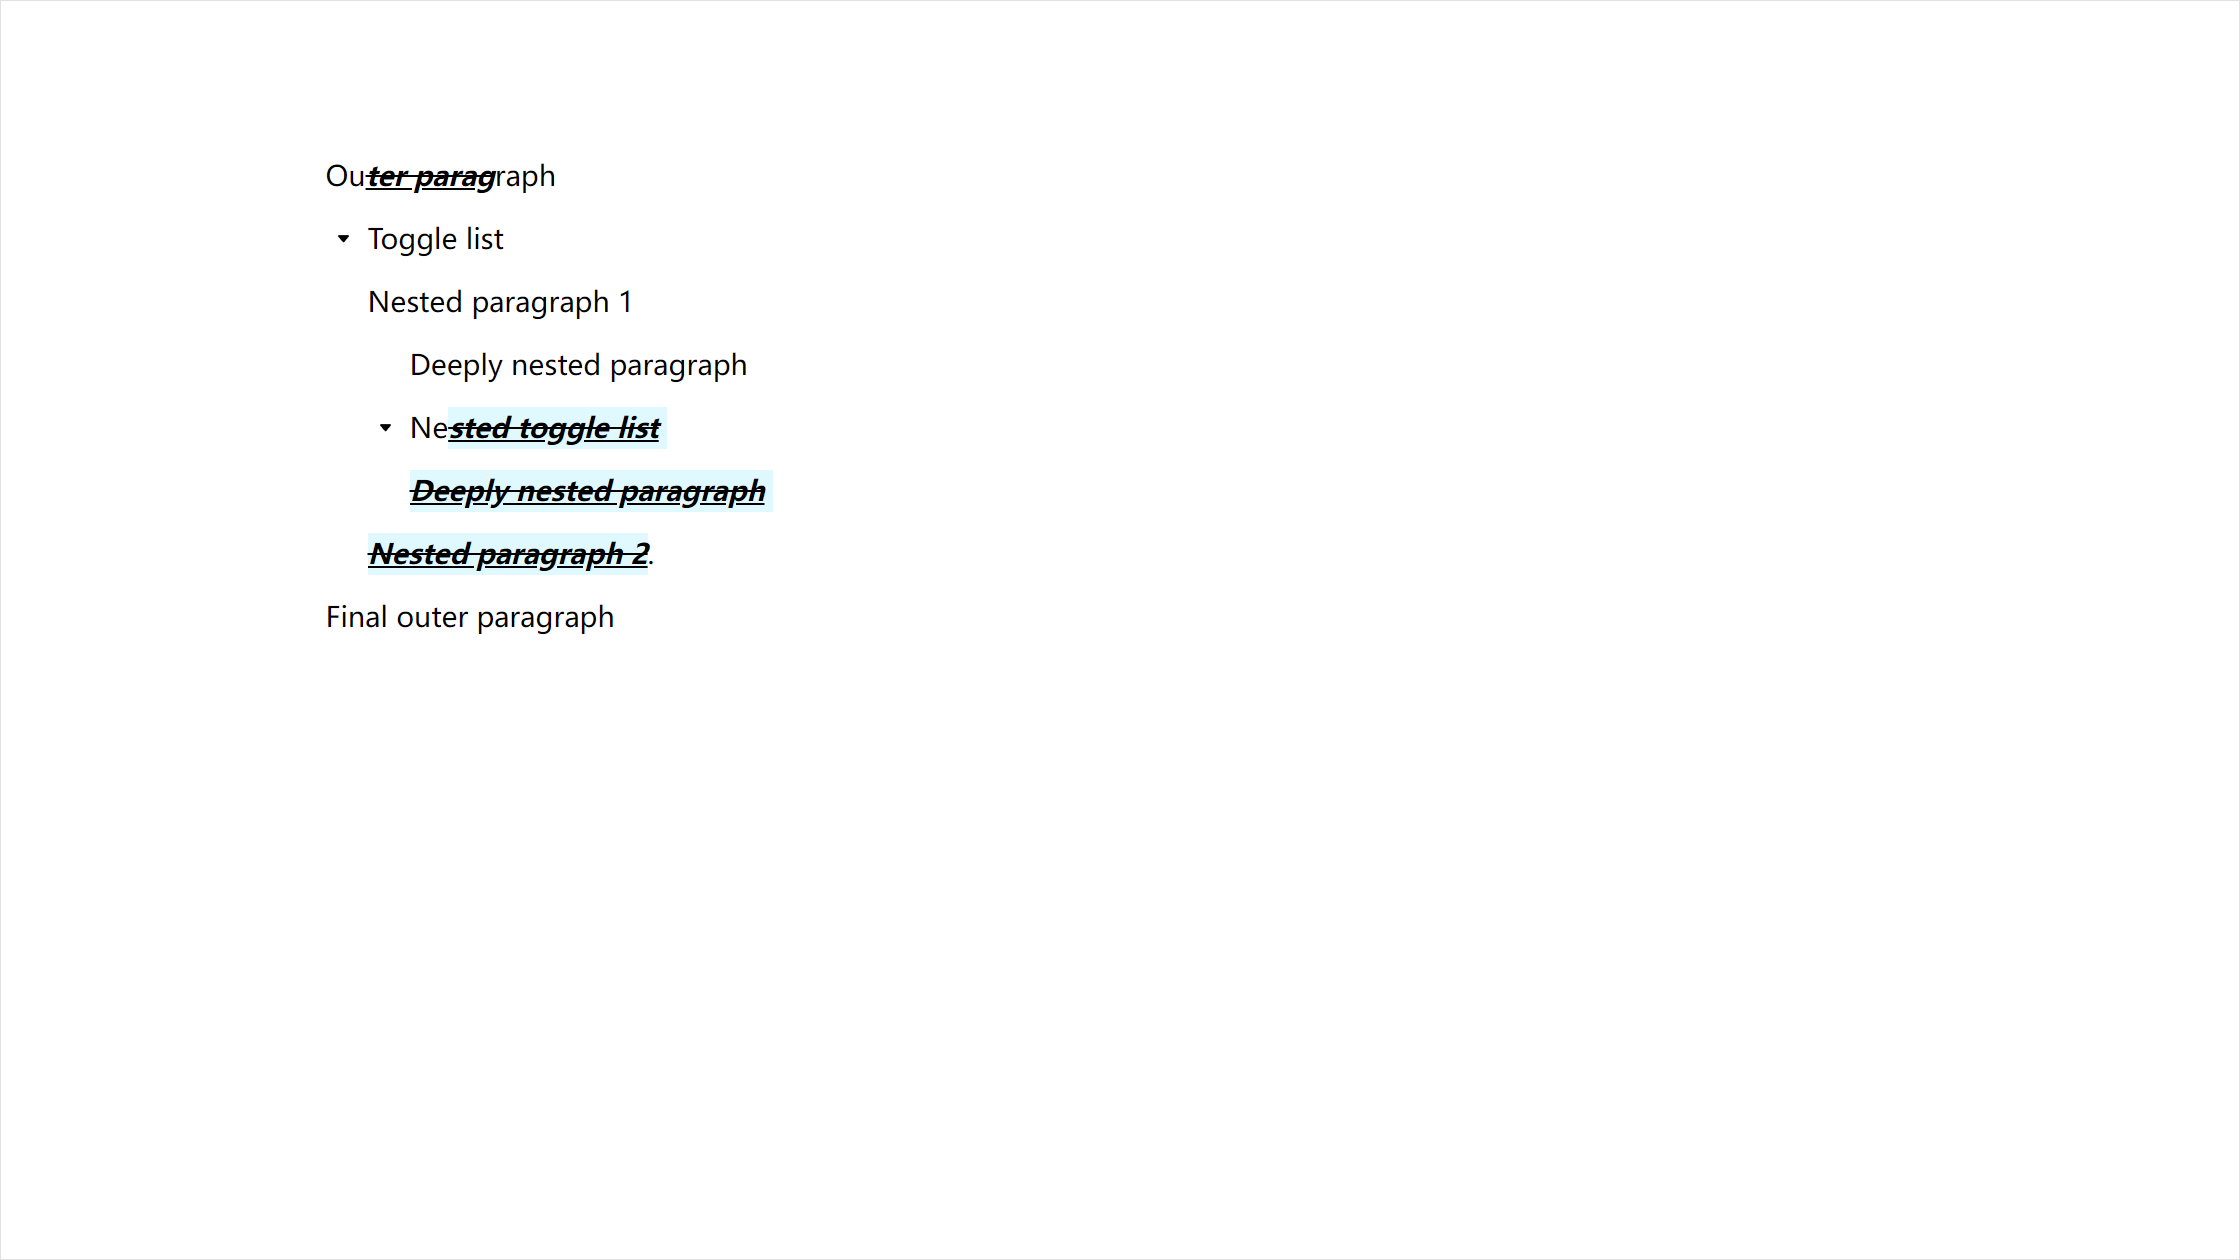 Outer paragraph
Toggle list
Nested paragraph 1
Deeply nested paragraph
Nested toggle list
Deeply nested paragraph
Nested paragraph 2.
Final outer paragraph